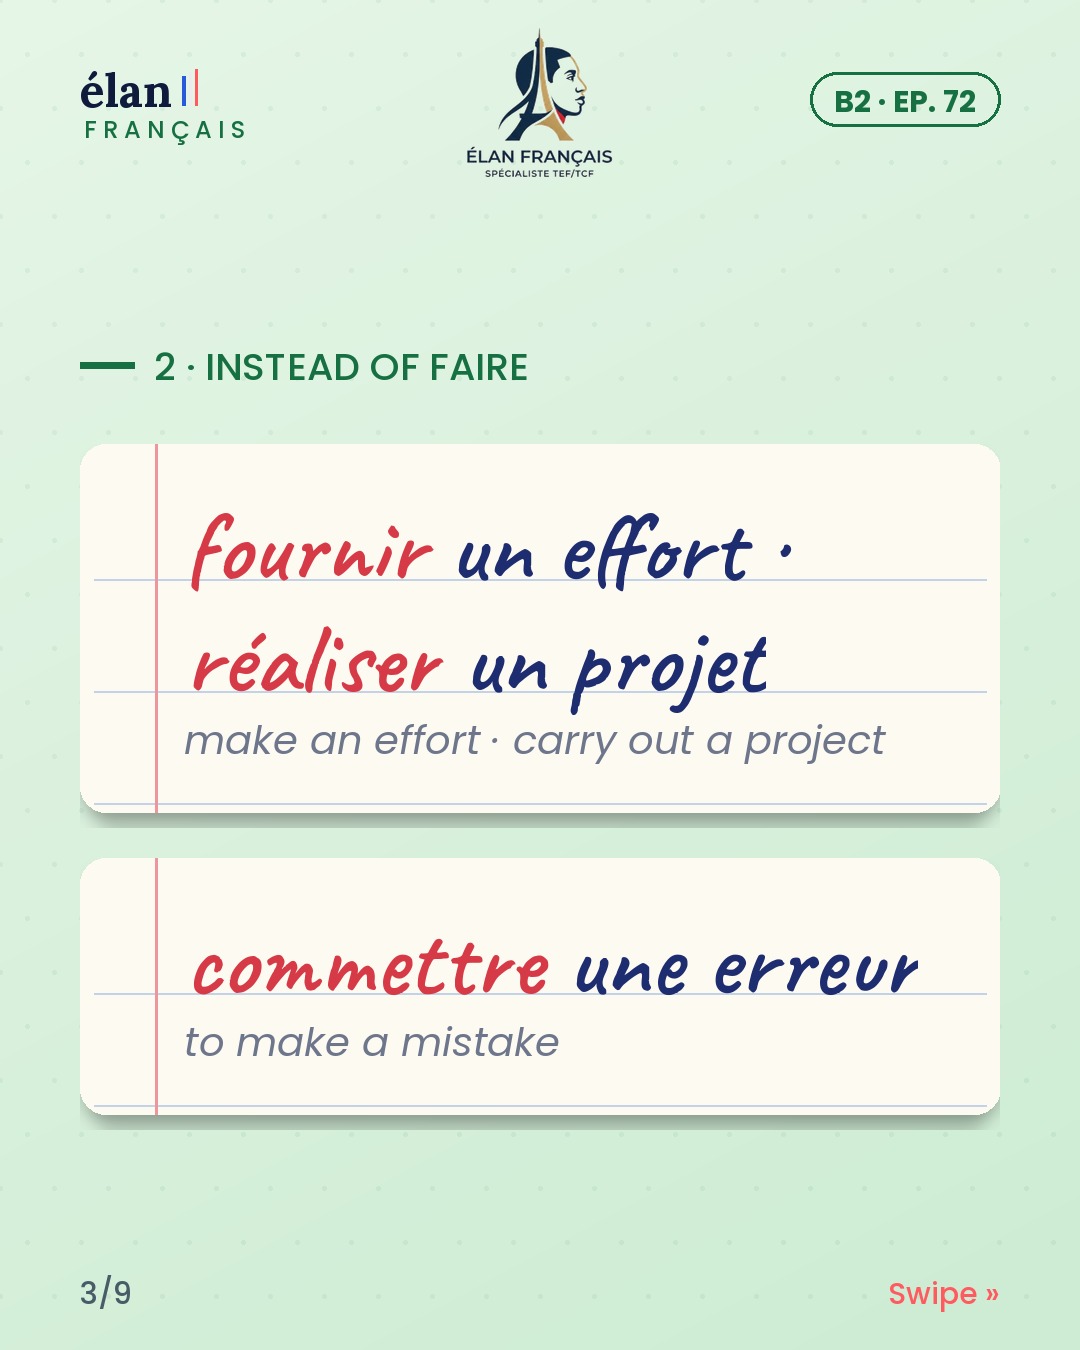 élan
FRANÇAIS
ÉLAN FRANÇAIS
SPÉCIALISTE TEF/TCF
B2 · EP. 72
2 · INSTEAD OF FAIRE
fournir un effort ·
réaliser un projet
make an effort · carry out a project
commettre une erreur
to make a mistake
3/9
Swipe »